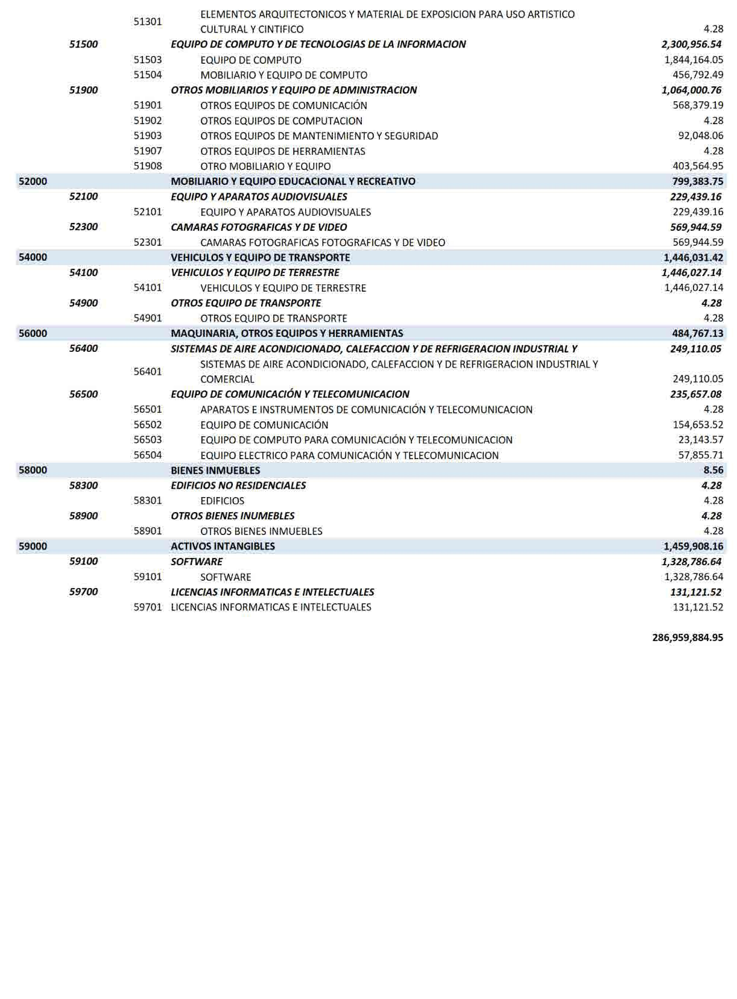 51301 ELEMENTOS ARQUITECTONICOS Y MATERIAL DE EXPOSICION PARA USO ARTISTICO
CULTURAL Y CINTIFICO 4.28
51500 EQUIPO DE COMPUTO Y DE TECNOLOGIAS DE LA INFORMACION 2,300,956.54
51503 EQUIPO DE COMPUTO 1,844,164.05
51504 MOBILIARIO Y EQUIPO DE COMPUTO 456,792.49
51900 OTROS MOBILIARIOS Y EQUIPO DE ADMINISTRACION 1,064,000.76
51901 OTROS EQUIPOS DE COMUNICACIÓN 568,379.19
51902 OTROS EQUIPOS DE COMPUTACION 4.28
51903 OTROS EQUIPOS DE MANTENIMIENTO Y SEGURIDAD 92,048.06
51907 OTROS EQUIPOS DE HERRAMIENTAS 4.28
51908 OTRO MOBILIARIO Y EQUIPO 403,564.95
52000 MOBILIARIO Y EQUIPO EDUCACIONAL Y RECREATIVO 799,383.75
52100 EQUIPO Y APARATOS AUDIOVISUALES 229,439.16
52101 EQUIPO Y APARATOS AUDIOVISUALES 229,439.16
52300 CAMARAS FOTOGRAFICAS Y DE VIDEO 569,944.59
52301 CAMARAS FOTOGRAFICAS FOTOGRAFICAS Y DE VIDEO 569,944.59
54000 VEHICULOS Y EQUIPO DE TRANSPORTE 1,446,031.42
54100 VEHICULOS Y EQUIPO DE TERRESTRE 1,446,027.14
54101 VEHICULOS Y EQUIPO DE TERRESTRE 1,446,027.14
54900 OTROS EQUIPO DE TRANSPORTE 4.28
54901 OTROS EQUIPO DE TRANSPORTE 4.28
56000 MAQUINARIA, OTROS EQUIPOS Y HERRAMIENTAS 484,767.13
56400 SISTEMAS DE AIRE ACONDICIONADO, CALEFACCION Y DE REFRIGERACION INDUSTRIAL Y 249,110.05
56401 SISTEMAS DE AIRE ACONDICIONADO, CALEFACCION Y DE REFRIGERACION INDUSTRIAL Y
COMERCIAL 249,110.05
56500 EQUIPO DE COMUNICACIÓN Y TELECOMUNICACION 235,657.08
56501 APARATOS E INSTRUMENTOS DE COMUNICACIÓN Y TELECOMUNICACION 4.28
56502 EQUIPO DE COMUNICACIÓN 154,653.52
56503 EQUIPO DE COMPUTO PARA COMUNICACIÓN Y TELECOMUNICACION 23,143.57
56504 EQUIPO ELECTRICO PARA COMUNICACIÓN Y TELECOMUNICACION 57,855.71
58000 BIENES INMUEBLES 8.56
58300 EDIFICIOS NO RESIDENCIALES 4.28
58301 EDIFICIOS 4.28
58900 OTROS BIENES INUMEBLES 4.28
58901 OTROS BIENES INMUEBLES 4.28
59000 ACTIVOS INTANGIBLES 1,459,908.16
59100 SOFTWARE 1,328,786.64
59101 SOFTWARE 1,328,786.64
59700 LICENCIAS INFORMATICAS E INTELECTUALES 131,121.52
59701 LICENCIAS INFORMATICAS E INTELECTUALES 131,121.52
286,959,884.95